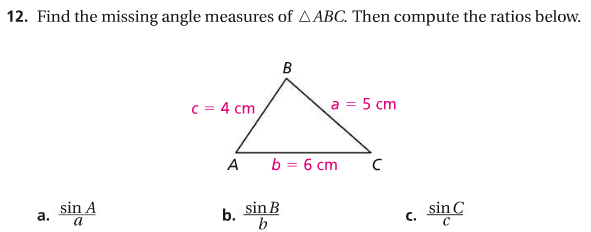 12. Find the missing angle measures of △ABC. Then compute the ratios below.
B
c = 4 cm
a = 5 cm
A
b = 6 cm
C
a. sin A / a
b. sin B / b
c. sin C / c